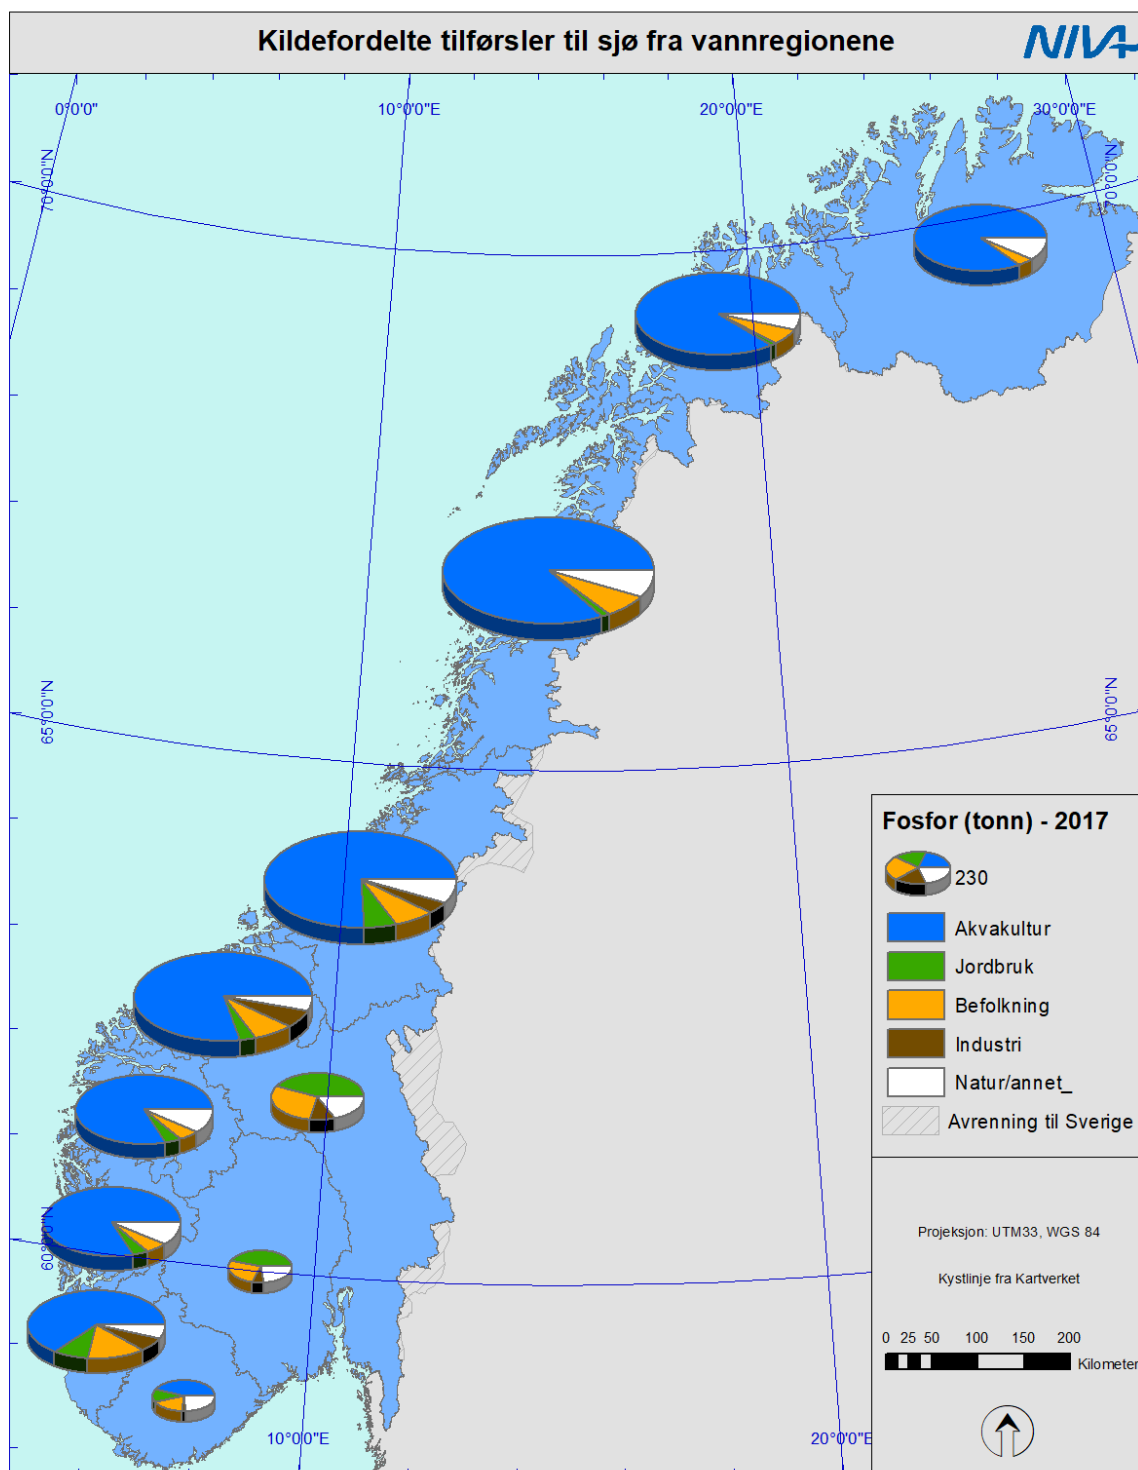 Kildefordelte tilførsler til sjø fra vannregionene
NIVA
0°0'0"
10°0'0"E
20°0'0"E
30°0'0"E
70°0'0"N
70°0'0"N
65°0'0"N
65°0'0"N
60°0'0"N
10°0'0"E
20°0'0"E
Fosfor (tonn) - 2017
230
Akvakultur
Jordbruk
Befolkning
Industri
Natur/annet_
Avrenning til Sverige
Projeksjon: UTM33, WGS 84
Kystlinje fra Kartverket
0 25 50 100 150 200
Kilometer